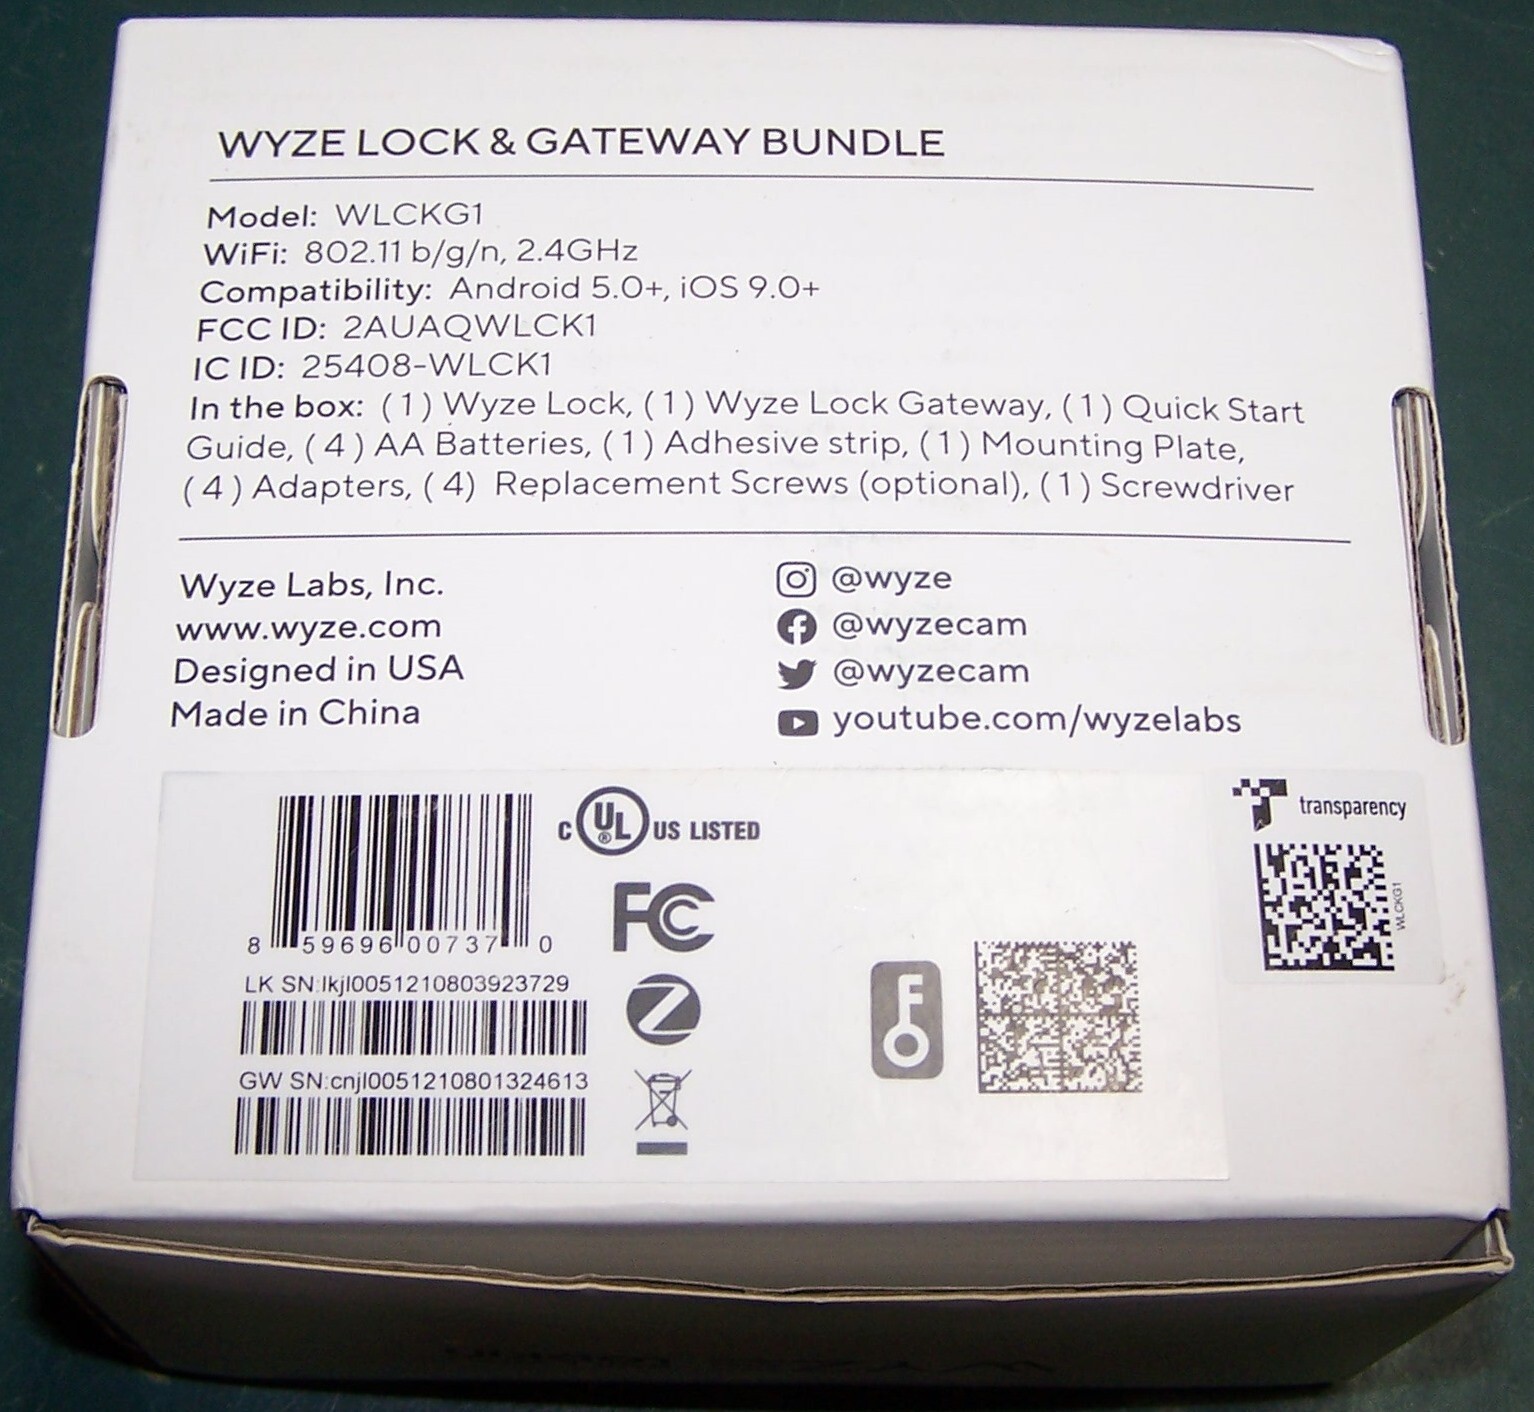 WYZE LOCK & GATEWAY BUNDLE
Model: WLCKG1
WiFi: 802.11 b/g/n, 2.4GHz
Compatibility: Android 5.0+, iOS 9.0+
FCC ID: 2AUAQWLCK1
IC ID: 25408-WLCK1
In the box: (1) Wyze Lock, (1) Wyze Lock Gateway, (1) Quick Start
Guide, (4) AA Batteries, (1) Adhesive strip, (1) Mounting Plate,
(4) Adapters, (4) Replacement Screws (optional), (1) Screwdriver
Wyze Labs, Inc.
www.wyze.com
Designed in USA
Made in China
@wyze
@wyzecam
@wyzecam
youtube.com/wyzelabs
8 59696 00737 0
LK SN:lkjl0051210803923729
GW SN:cnjl0051210801324613
C UL® US LISTED
FC
Z
transparency
WLCKG1